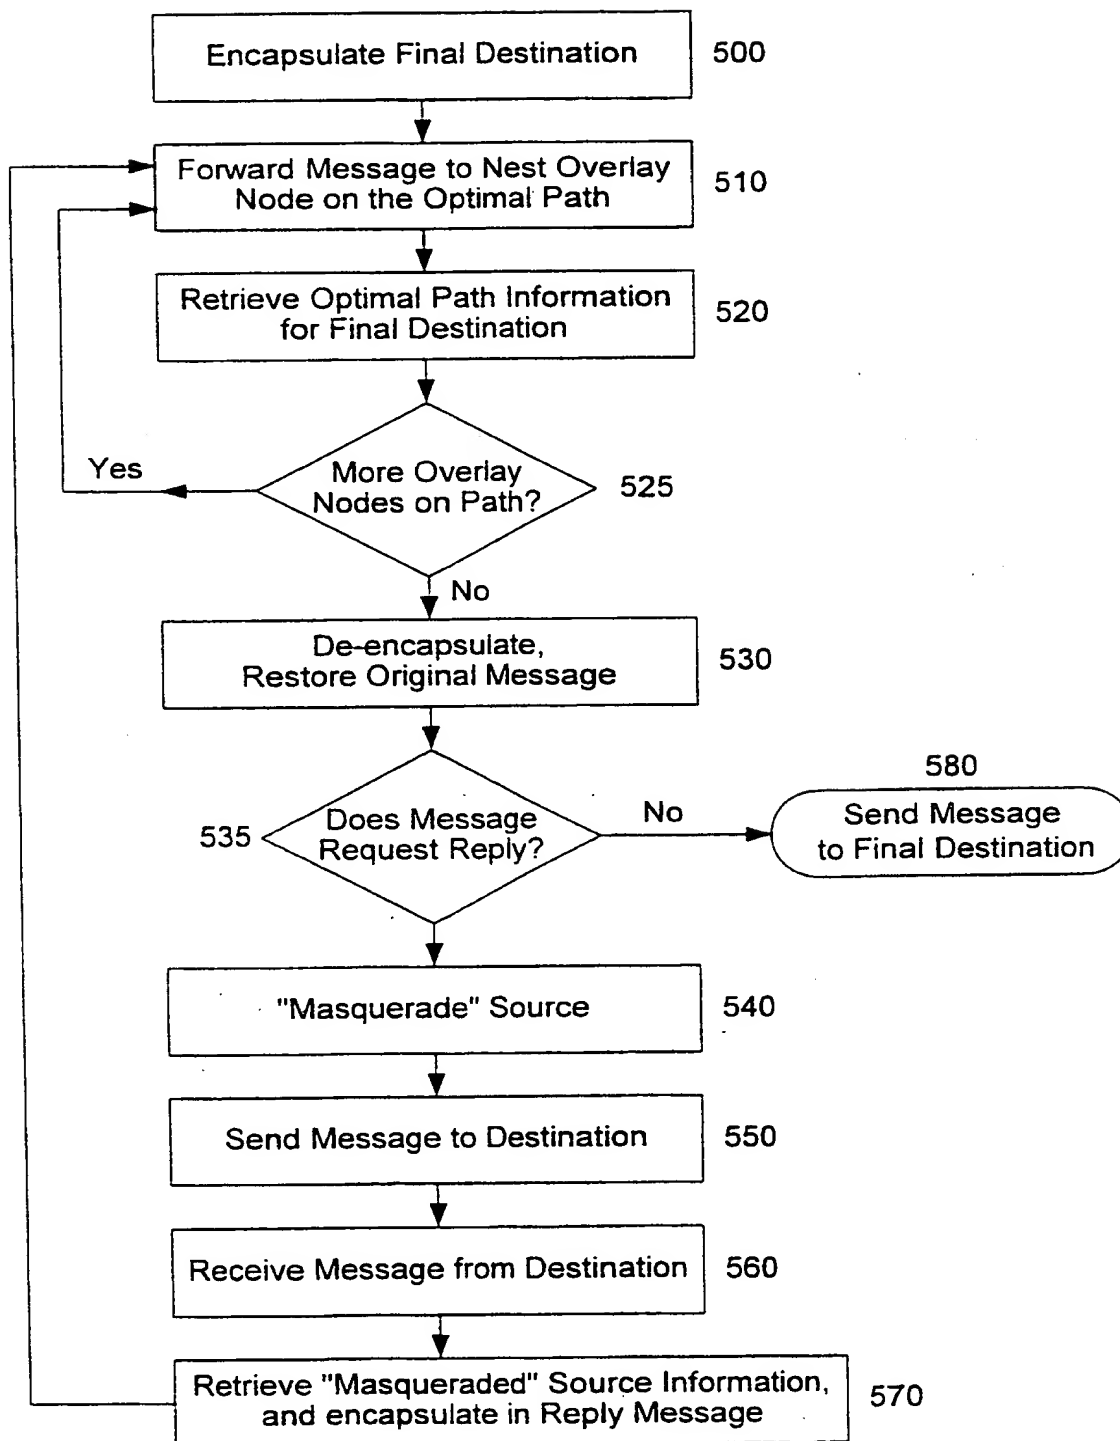 Encapsulate Final Destination
500
Forward Message to Nest Overlay
Node on the Optimal Path
510
Retrieve Optimal Path Information
for Final Destination
520
Yes
More Overlay
Nodes on Path?
525
No
De-encapsulate,
Restore Original Message
530
535
Does Message
Request Reply?
No
580
Send Message
to Final Destination
"Masquerade" Source
540
Send Message to Destination
550
Receive Message from Destination
560
Retrieve "Masqueraded" Source Information,
and encapsulate in Reply Message
570